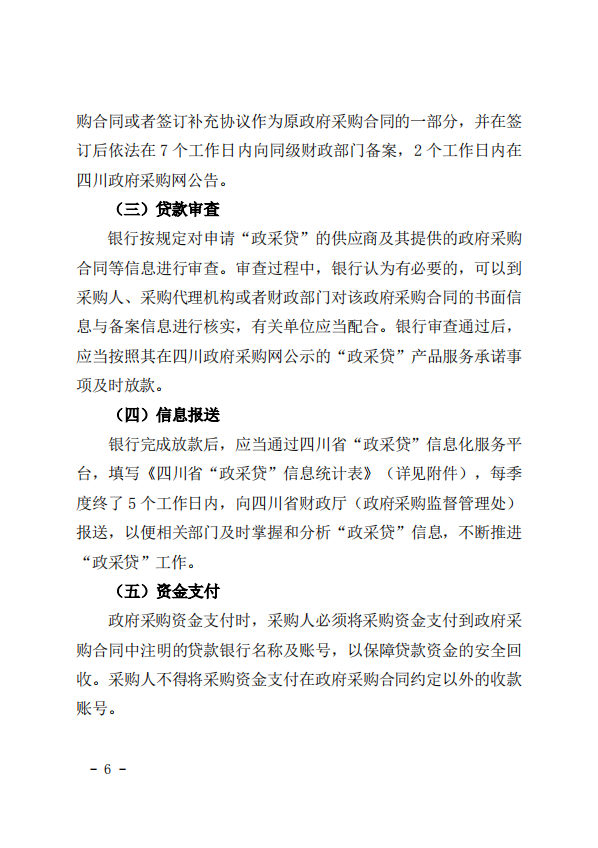 购合同或者签订补充协议作为原政府采购合同的一部分，并在签
订后依法在 7 个工作日内向同级财政部门备案，2 个工作日内在
四川政府采购网公告。
（三）贷款审查
银行按规定对申请“政采贷”的供应商及其提供的政府采购
合同等信息进行审查。审查过程中，银行认为有必要的，可以到
采购人、采购代理机构或者财政部门对该政府采购合同的书面信
息与备案信息进行核实，有关单位应当配合。银行审查通过后，
应当按照其在四川政府采购网公示的“政采贷”产品服务承诺事
项及时放款。
（四）信息报送
银行完成放款后，应当通过四川省“政采贷”信息化服务平
台，填写《四川省“政采贷”信息统计表》（详见附件），每季
度终了 5 个工作日内，向四川省财政厅（政府采购监督管理处）
报送，以便相关部门及时掌握和分析“政采贷”信息，不断推进
“政采贷”工作。
（五）资金支付
政府采购资金支付时，采购人必须将采购资金支付到政府采
购合同中注明的贷款银行名称及账号，以保障贷款资金的安全回
收。采购人不得将采购资金支付在政府采购合同约定以外的收款
账号。
- 6 -